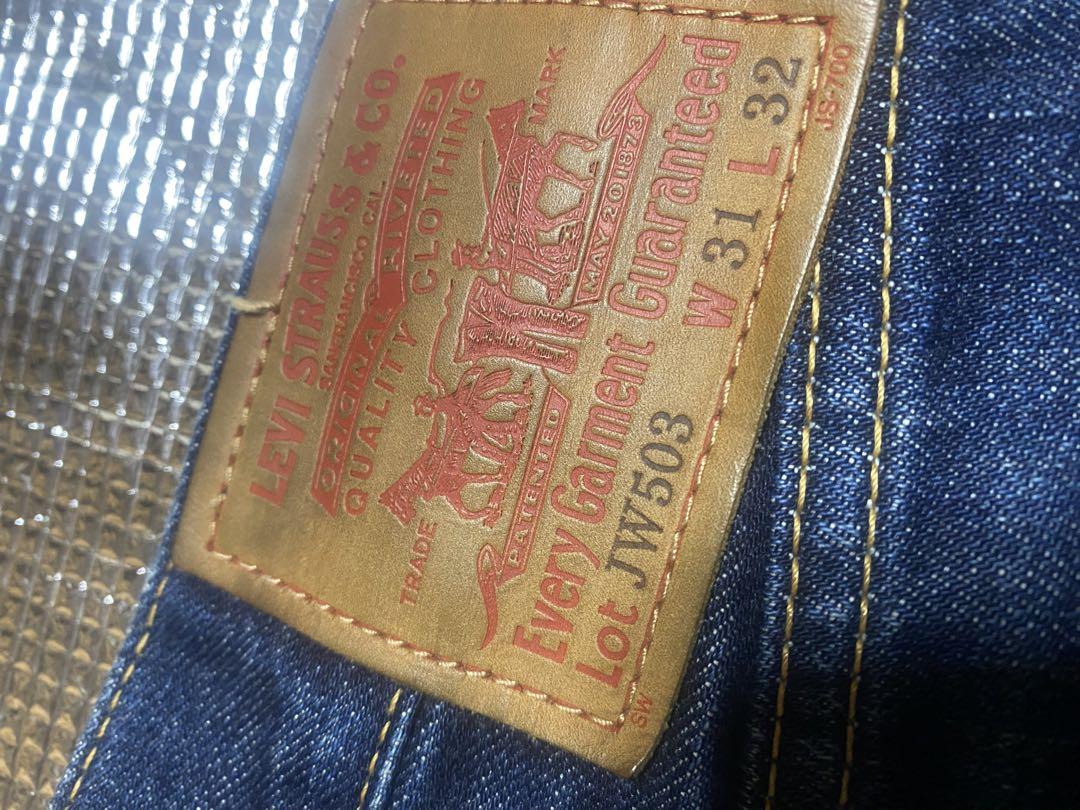 LEVI STRAUSS & CO.
SAN FRANCISCO CAL
ORIGINAL RIVETED
QUALITY CLOTHING
TRADE MARK
PATENTED MAY 20 1873
Every Garment Guaranteed
Lot JW503 W 31 L 32
SW JS-700